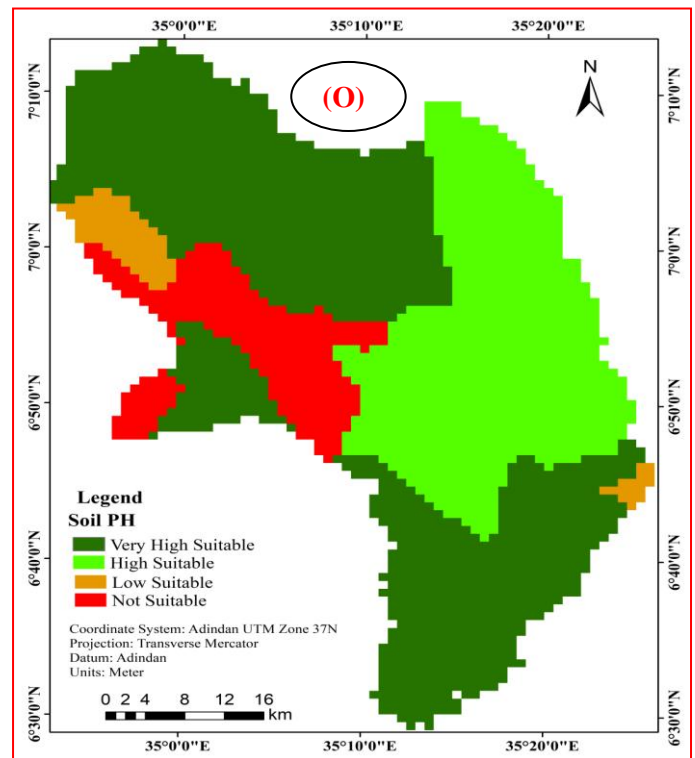 35°0'0"E 35°10'0"E 35°20'0"E
(O)
N
7°10'0"N 7°10'0"N
7°0'0"N 7°0'0"N
6°50'0"N 6°50'0"N
6°40'0"N 6°40'0"N
6°30'0"N 6°30'0"N
Legend
Soil PH
Very High Suitable
High Suitable
Low Suitable
Not Suitable
Coordinate System: Adindan UTM Zone 37N
Projection: Transverse Mercator
Datum: Adindan
Units: Meter
0 2 4 8 12 16
km
35°0'0"E 35°10'0"E 35°20'0"E